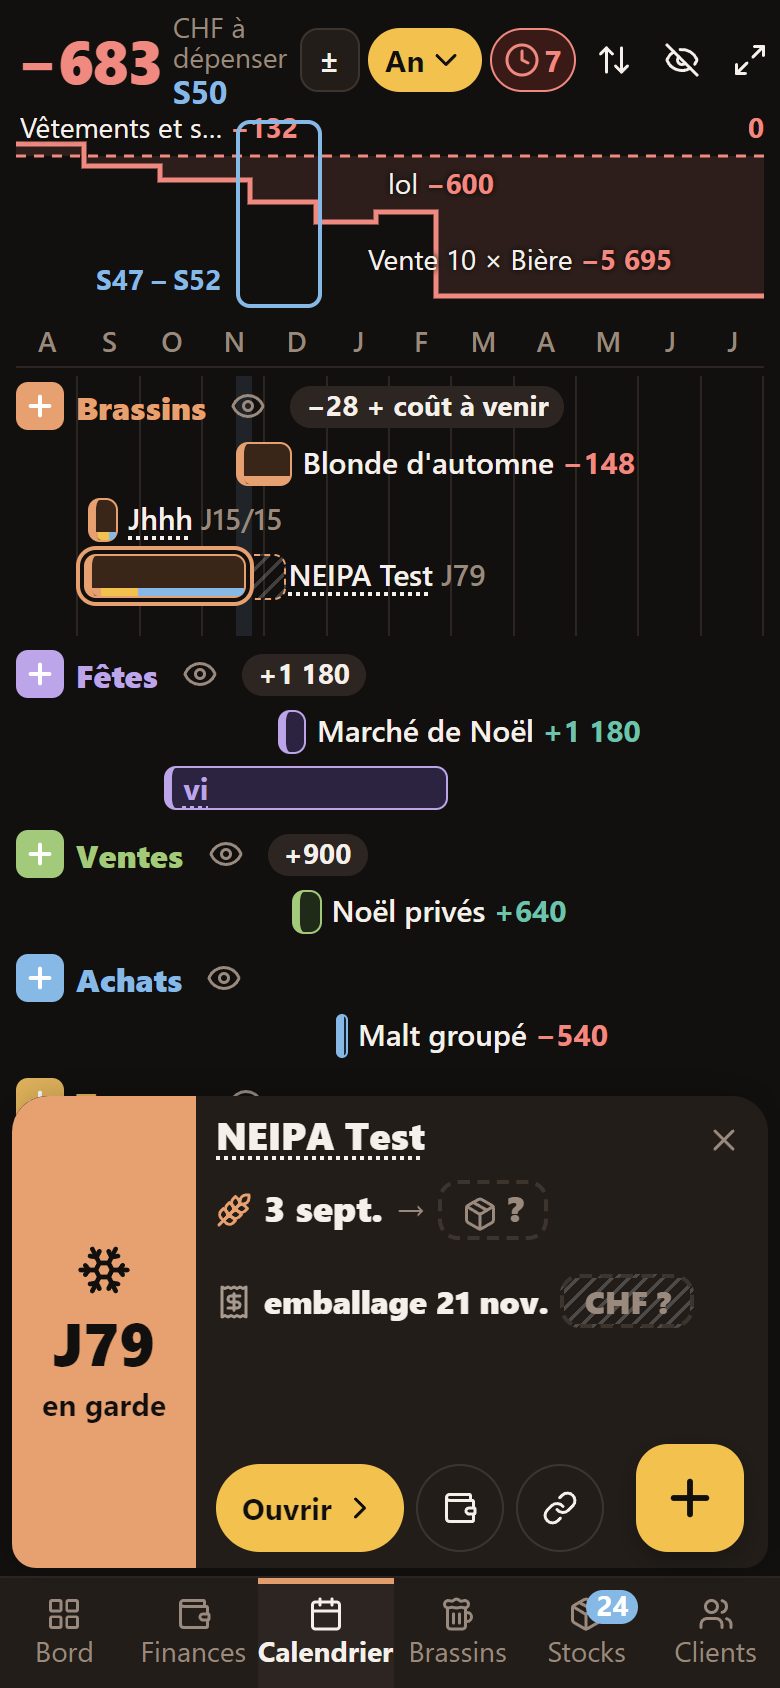 −683 CHF à dépenser S50 ± An 7
Vêtements et s... −132 0
lol −600
Vente 10 × Bière −5 695
S47 – S52
A S O N D J F M A M J J
+ Brassins −28 + coût à venir
Blonde d'automne −148
Jhhh J15/15
NEIPA Test J79
+ Fêtes +1 180
Marché de Noël +1 180
vi
+ Ventes +900
Noël privés +640
+ Achats
Malt groupé −540
NEIPA Test
3 sept. → ?
emballage 21 nov. CHF ?
J79
en garde
Ouvrir +
24
Bord Finances Calendrier Brassins Stocks Clients